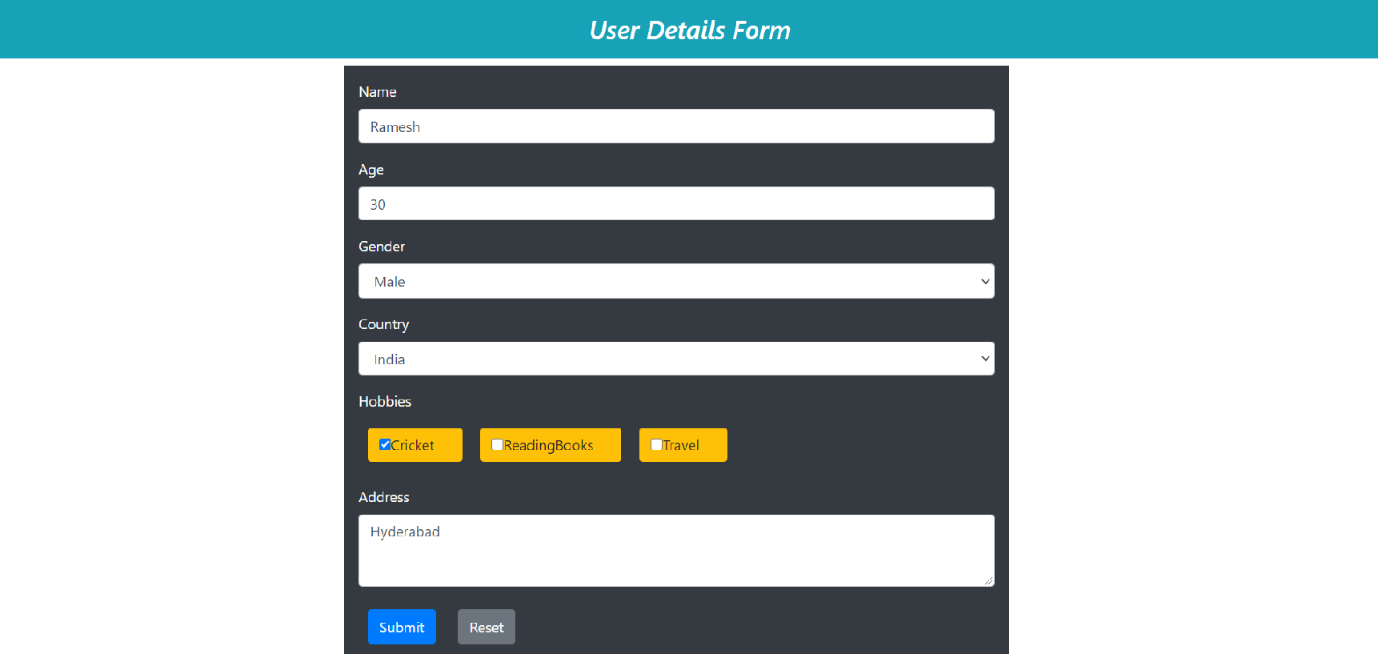 User Details Form
Name
Ramesh
Age
30
Gender
Male
Country
India
Hobbies
Cricket ReadingBooks Travel
Address
Hyderabad
Submit Reset